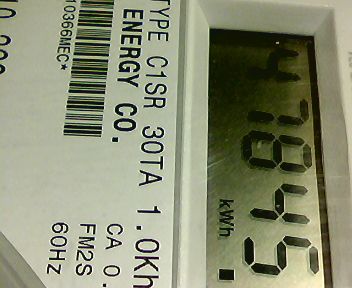 47845
kWh
TYPE C1SR 30TA 1.0Kh
ENERGY CO.
CA 0.
FM2S
60Hz
10366MEC*